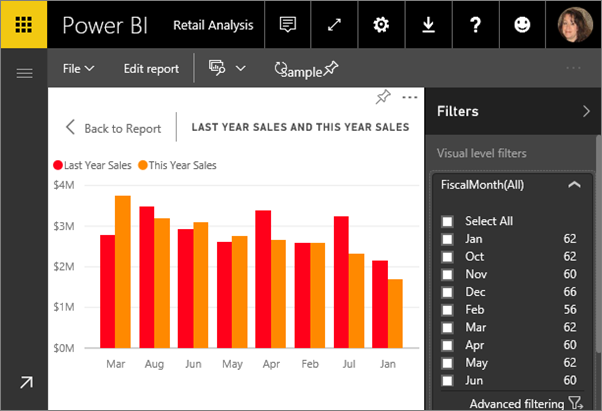 Power BI Retail Analysis ?
File Edit report Sample ...
...
Filters
Back to Report LAST YEAR SALES AND THIS YEAR SALES
Visual level filters
Last Year Sales This Year Sales
FiscalMonth(All)
$4M
$3M
$2M
$1M
$0M
Mar Aug Jun May Apr Feb Jul Jan
Select All
Jan 62
Oct 62
Nov 60
Dec 66
Feb 56
Mar 62
Apr 60
May 62
Jun 60
Advanced filtering